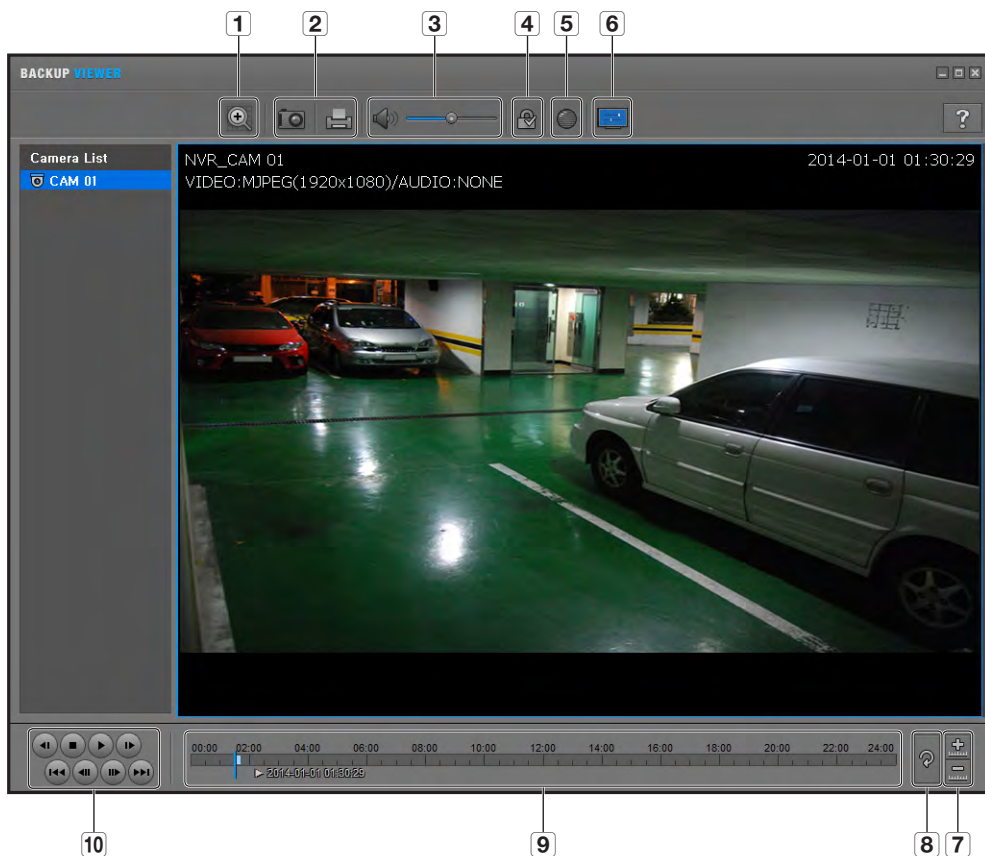 1 2 3 4 5 6
BACKUP VIEWER
?
Camera List
CAM 01
NVR_CAM 01
2014-01-01 01:30:29
VIDEO:MJPEG(1920x1080)/AUDIO:NONE
00:00 02:00 04:00 06:00 08:00 10:00 12:00 14:00 16:00 18:00 20:00 22:00 24:00
2014-01-01 01:30:29
10 9 8 7